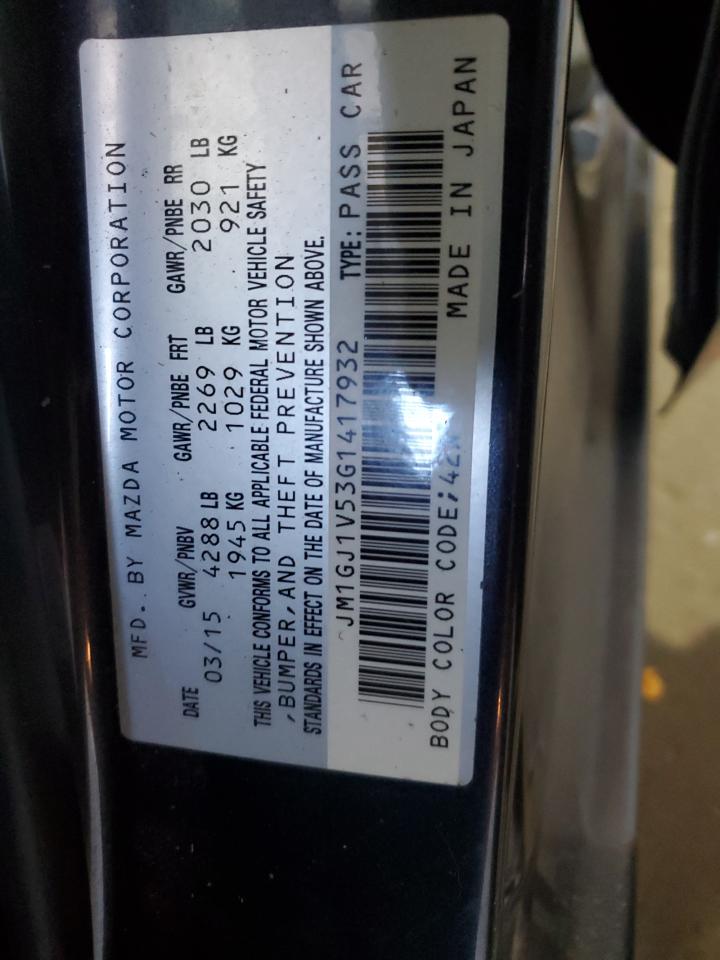 MFD. BY MAZDA MOTOR CORPORATION
DATE GVWR/PNBV GAWR/PNBE FRT GAWR/PNBE RR
03/15 4288 LB 2269 LB 2030 LB
1945 KG 1029 KG 921 KG
THIS VEHICLE CONFORMS TO ALL APPLICABLE FEDERAL MOTOR VEHICLE SAFETY
,BUMPER,AND THEFT PREVENTION
STANDARDS IN EFFECT ON THE DATE OF MANUFACTURE SHOWN ABOVE.
JM1GJ1V53G1417932 TYPE: PASS CAR
BODY COLOR CODE;
MADE IN JAPAN